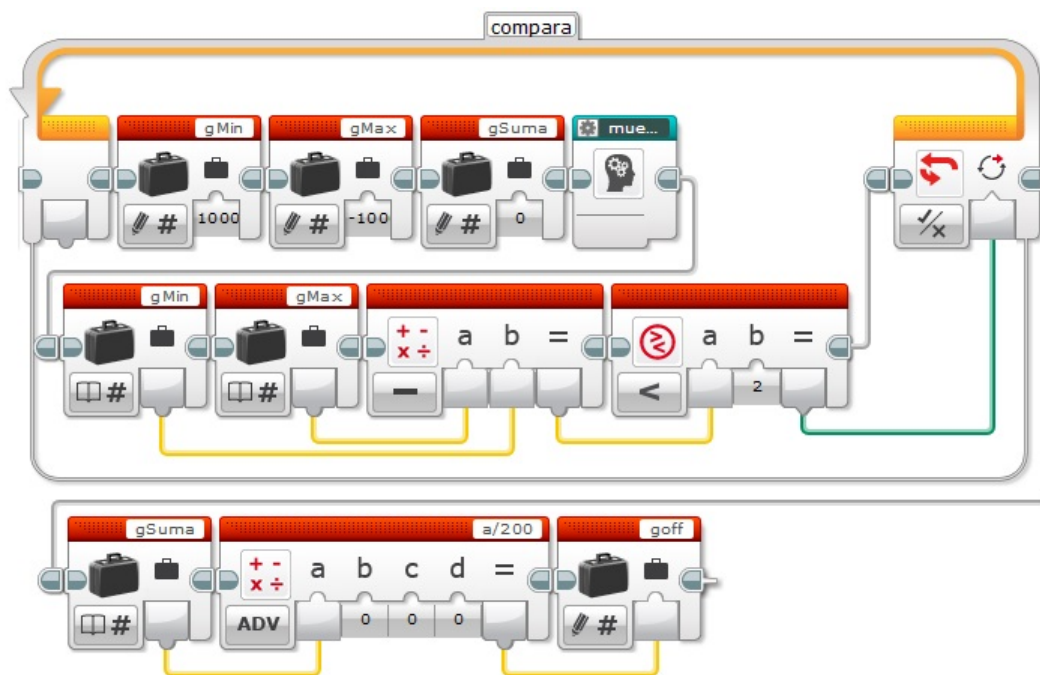 compara
gMin gMax gSuma mue...
# 1000 # -100 # 0
gMin gMax
+ - × ÷ a b =
a b =
# # − < 2
gSuma a/200 goff
+ - × ÷ a b c d =
# ADV 0 0 0 #